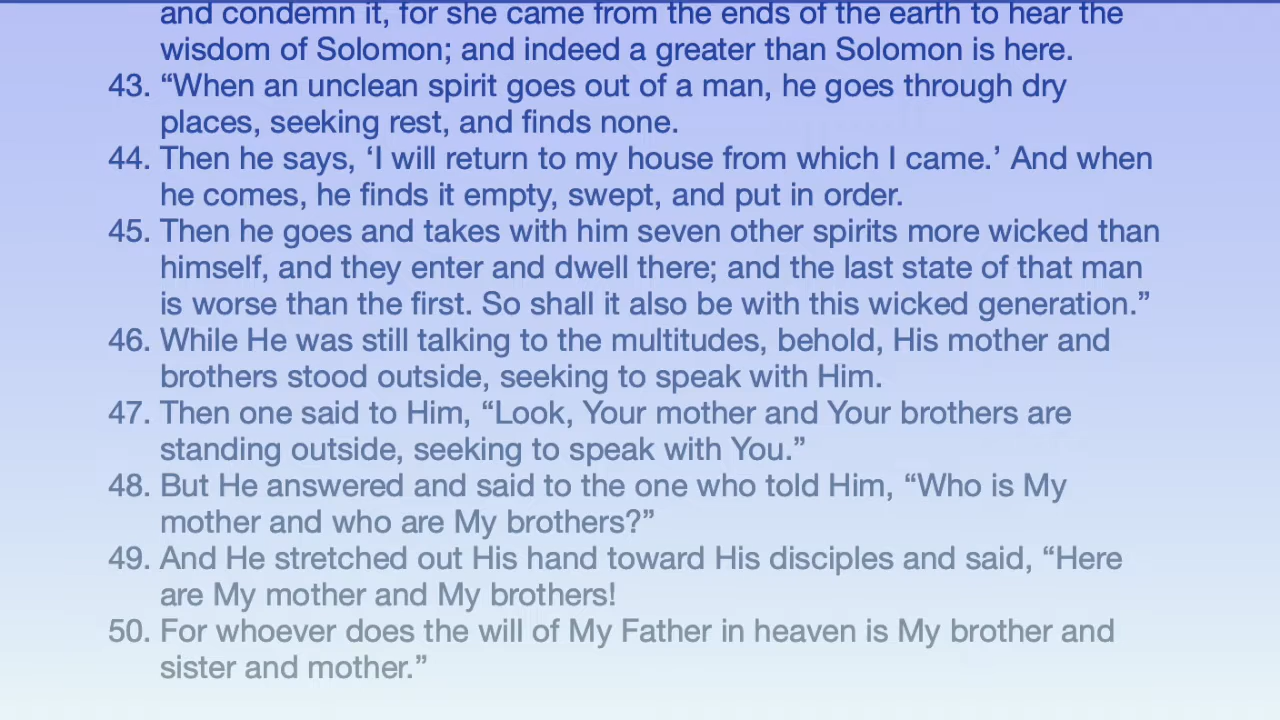 and condemn it, for she came from the ends of the earth to hear the
wisdom of Solomon; and indeed a greater than Solomon is here.
43. “When an unclean spirit goes out of a man, he goes through dry
places, seeking rest, and finds none.
44. Then he says, ‘I will return to my house from which I came.’ And when
he comes, he finds it empty, swept, and put in order.
45. Then he goes and takes with him seven other spirits more wicked than
himself, and they enter and dwell there; and the last state of that man
is worse than the first. So shall it also be with this wicked generation.”
46. While He was still talking to the multitudes, behold, His mother and
brothers stood outside, seeking to speak with Him.
47. Then one said to Him, “Look, Your mother and Your brothers are
standing outside, seeking to speak with You.”
48. But He answered and said to the one who told Him, “Who is My
mother and who are My brothers?”
49. And He stretched out His hand toward His disciples and said, “Here
are My mother and My brothers!
50. For whoever does the will of My Father in heaven is My brother and
sister and mother.”